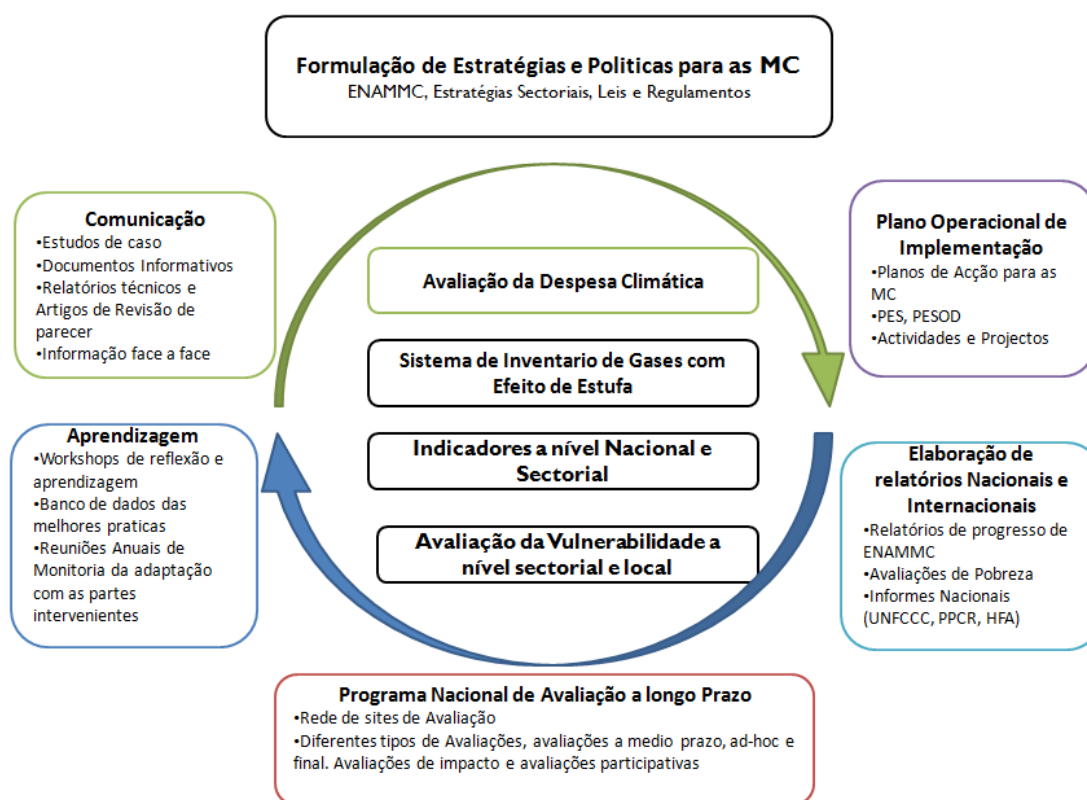 Formulação de Estratégias e Politicas para as MC
ENAMMC, Estratégias Sectoriais, Leis e Regulamentos
Comunicação
•Estudos de caso
•Documentos Informativos
•Relatórios técnicos e
Artigos de Revisão de
parecer
•Informação face a face
Avaliação da Despesa Climática
Sistema de Inventario de Gases com
Efeito de Estufa
Indicadores a nível Nacional e
Sectorial
Avaliação da Vulnerabilidade a
nível sectorial e local
Plano Operacional de
Implementação
•Planos de Acção para as
MC
•PES, PESOD
•Actividades e Projectos
Aprendizagem
•Workshops de reflexão e
aprendizagem
•Banco de dados das
melhores praticas
•Reuniões Anuais de
Monitoria da adaptação
com as partes
intervenientes
Elaboração de
relatórios Nacionais e
Internacionais
•Relatórios de progresso de
ENAMMC
•Avaliações de Pobreza
•Informes Nacionais
(UNFCCC, PPCR, HFA)
Programa Nacional de Avaliação a longo Prazo
•Rede de sites de Avaliação
•Diferentes tipos de Avaliações, avaliações a medio prazo, ad-hoc e
final. Avaliações de impacto e avaliações participativas